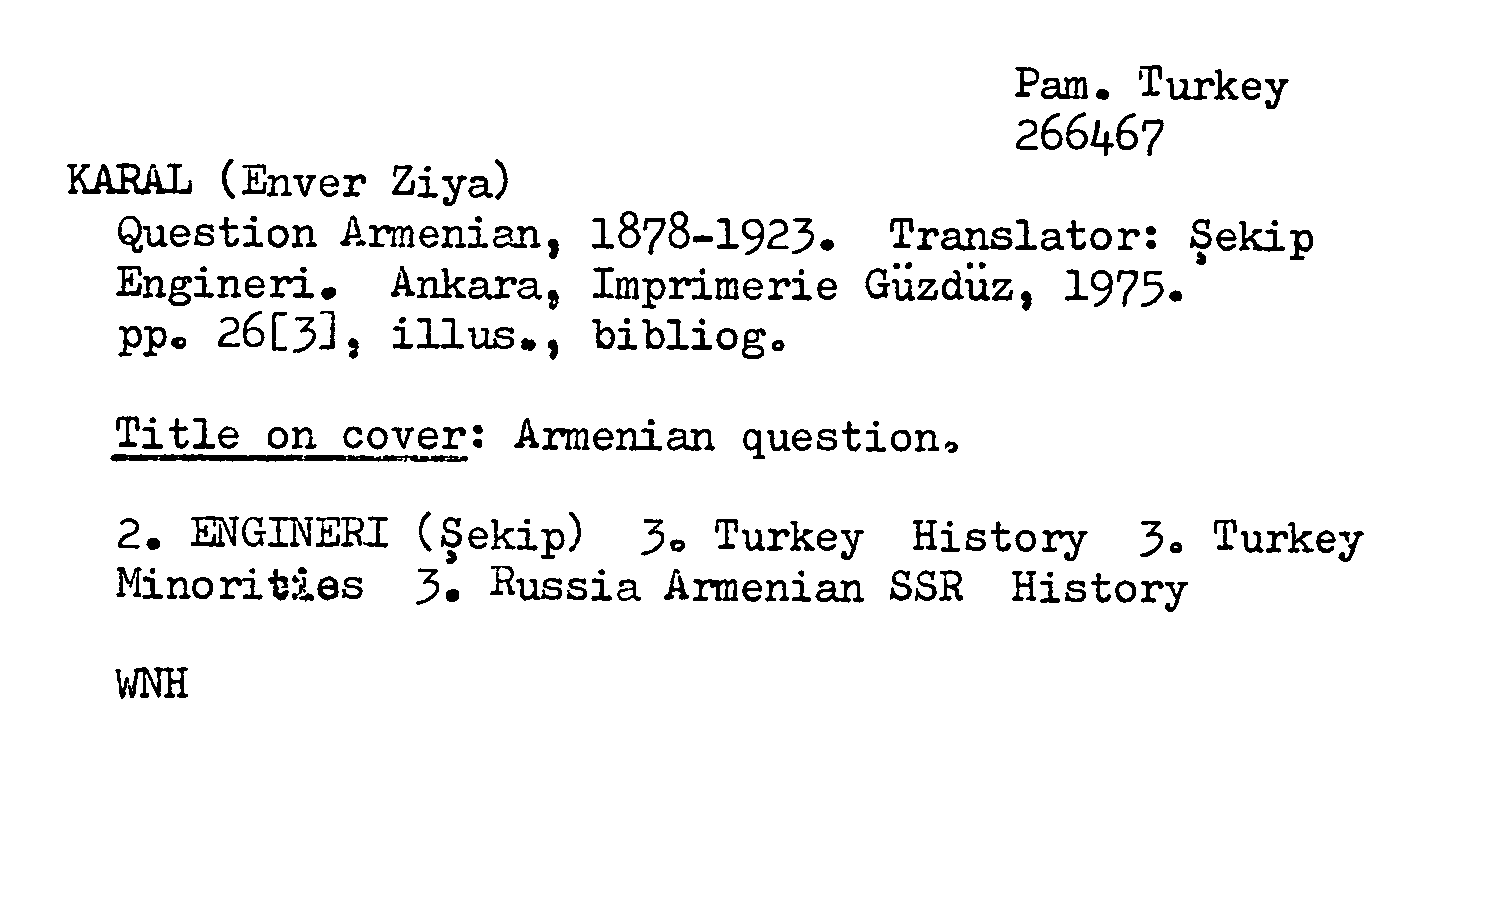 Pam. Turkey
266467
KARAL (Enver Ziya)
Question Armenian, 1878-1923. Translator: Şekip
Engineri. Ankara, Imprimerie Güzdüz, 1975.
pp. 26[3], illus., bibliog.
Title on cover: Armenian question.
2. ENGINERI (Şekip) 3. Turkey History 3. Turkey
Minorities 3. Russia Armenian SSR History
WNH